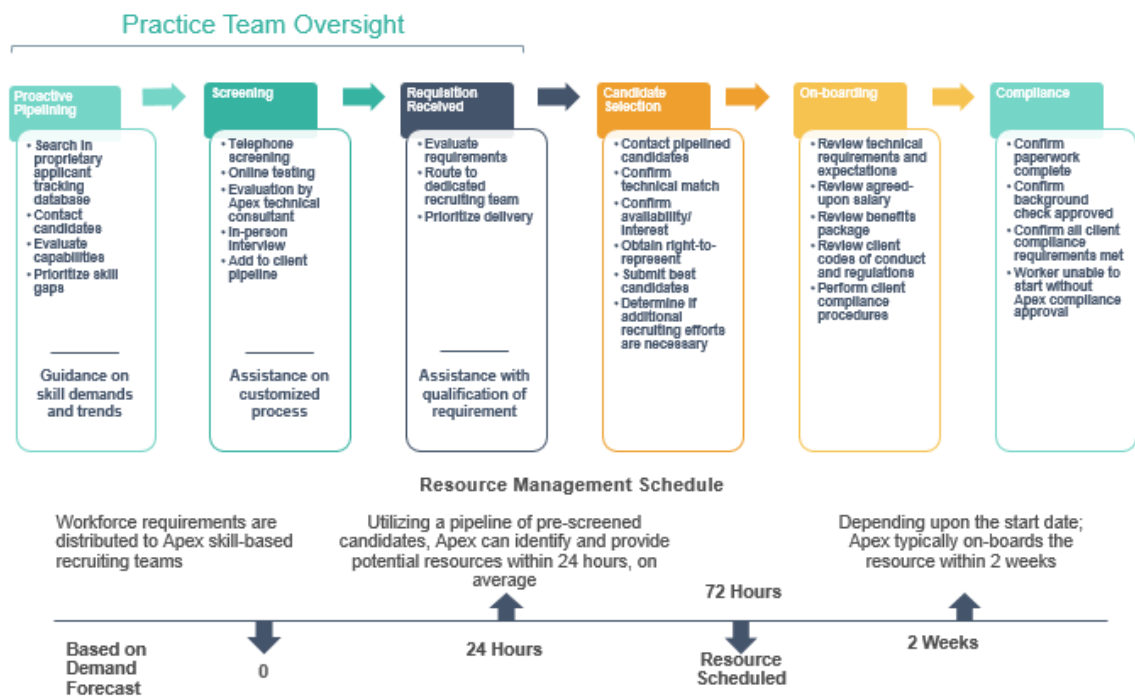 Practice Team Oversight
Proactive
Pipelining
• Search in
proprietary
applicant
tracking
database
• Contact
candidates
• Evaluate
capabilities
• Prioritize skill
gaps
Guidance on
skill demands
and trends
Screening
• Telephone
screening
• Online testing
• Evaluation by
Apex technical
consultant
• In-person
interview
• Add to client
pipeline
Assistance on
customized
process
Requisition
Received
• Evaluate
requirements
• Route to
dedicated
recruiting team
• Prioritize delivery
Assistance with
qualification of
requirement
Candidate
Selection
• Contact pipelined
candidates
• Confirm
technical match
• Confirm
availability/
interest
• Obtain right-to-
represent
• Submit best
candidates
• Determine if
additional
recruiting efforts
are necessary
On-boarding
• Review technical
requirements and
expectations
• Review agreed-
upon salary
• Review benefits
package
• Review client
codes of conduct
and regulations
• Perform client
compliance
procedures
Compliance
• Confirm
paperwork
complete
• Confirm
background
check approved
• Confirm all client
compliance
requirements met
• Worker unable to
start without
Apex compliance
approval
Resource Management Schedule
Workforce requirements are
distributed to Apex skill-based
recruiting teams
Utilizing a pipeline of pre-screened
candidates, Apex can identify and provide
potential resources within 24 hours, on
average
Depending upon the start date;
Apex typically on-boards the
resource within 2 weeks
72 Hours
Based on
Demand
Forecast
0
24 Hours
Resource
Scheduled
2 Weeks